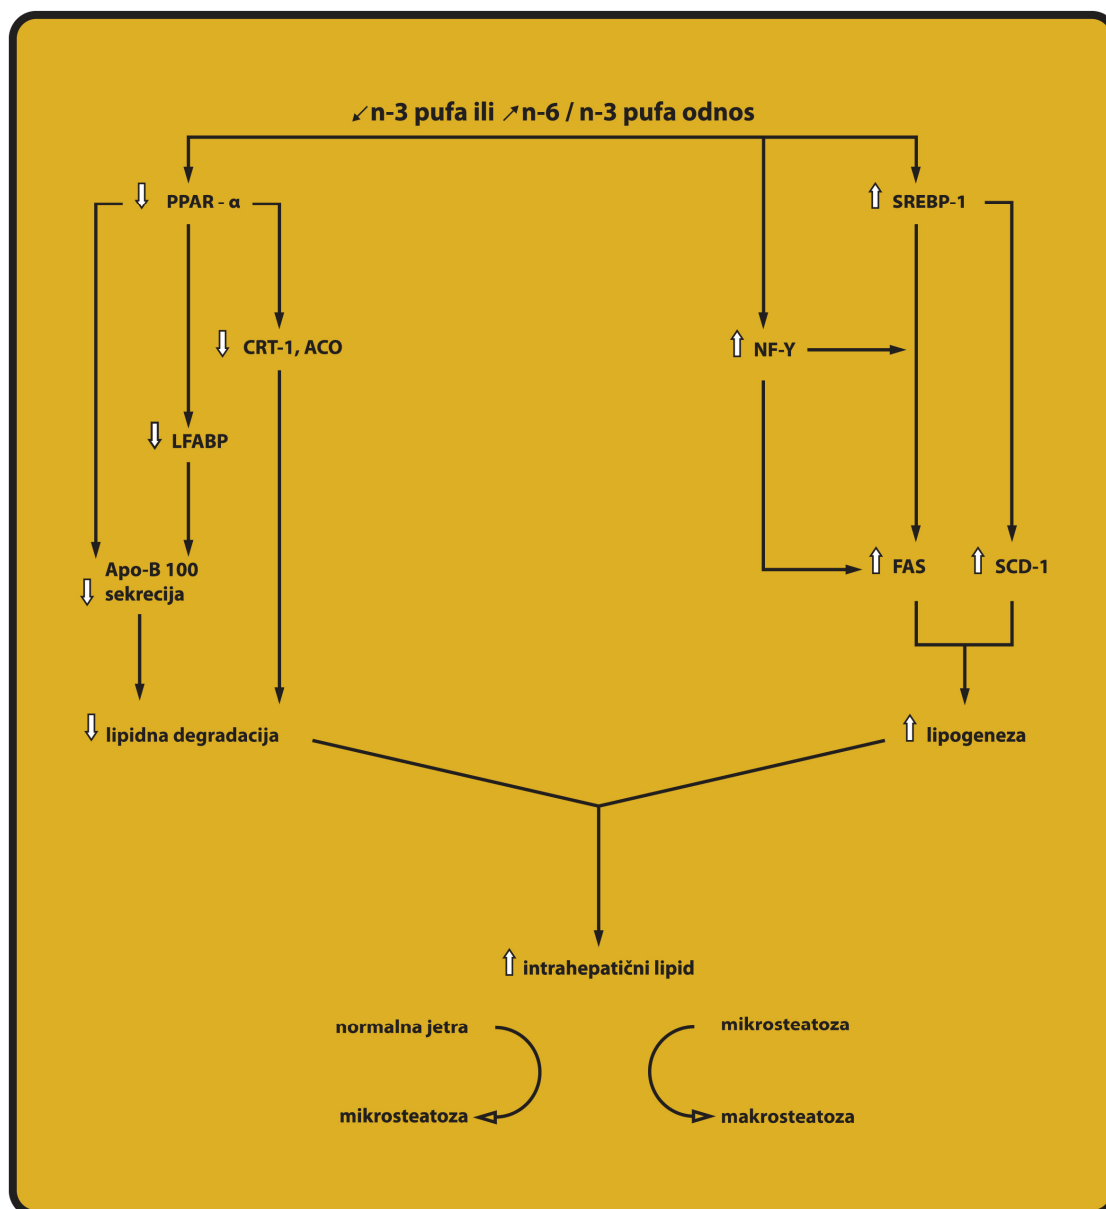 ↙n-3 pufa ili ↗n-6 / n-3 pufa odnos
PPAR - α
SREBP-1
CRT-1, ACO
NF-Y
LFABP
Apo-B 100
sekrecija
FAS
SCD-1
lipidna degradacija
lipogeneza
intrahepatični lipid
normalna jetra
mikrosteatoza
mikrosteatoza
makrosteatoza